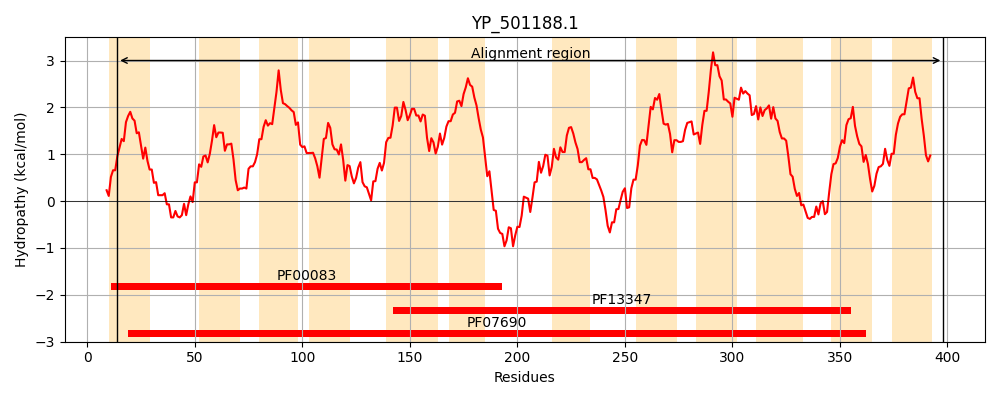 YP_501188.1
Alignment region
Hydropathy (kcal/mol)
3
2
1
0
−1
−2
−3
PF00083
PF13347
PF07690
0 50 100 150 200 250 300 350 400
Residues